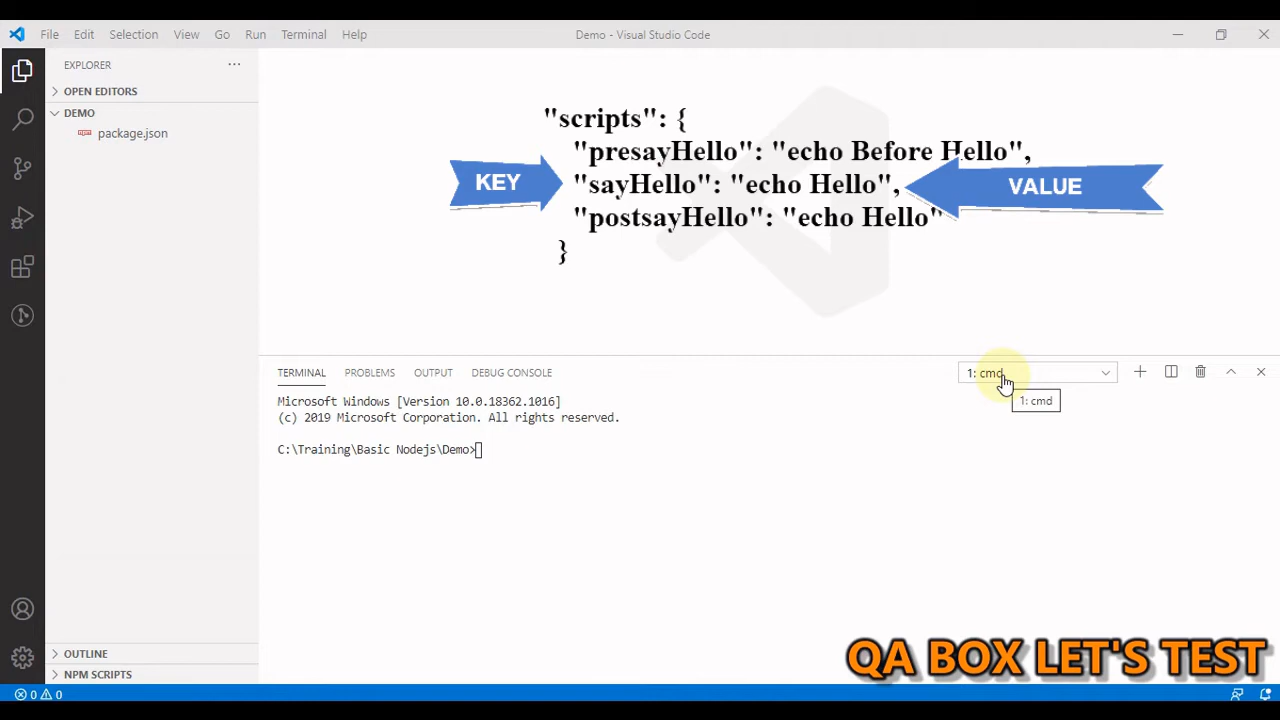 File Edit Selection View Go Run Terminal Help
Demo - Visual Studio Code
EXPLORER
OPEN EDITORS
DEMO
package.json
"scripts": {
"presayHello": "echo Before Hello",
KEY
"sayHello": "echo Hello",
VALUE
"postsayHello": "echo Hello"
}
TERMINAL PROBLEMS OUTPUT DEBUG CONSOLE
1: cmd
1: cmd
Microsoft Windows [Version 10.0.18362.1016]
(c) 2019 Microsoft Corporation. All rights reserved.
C:\Training\Basic Nodejs\Demo>
OUTLINE
NPM SCRIPTS
QA BOX LET'S TEST
0 0